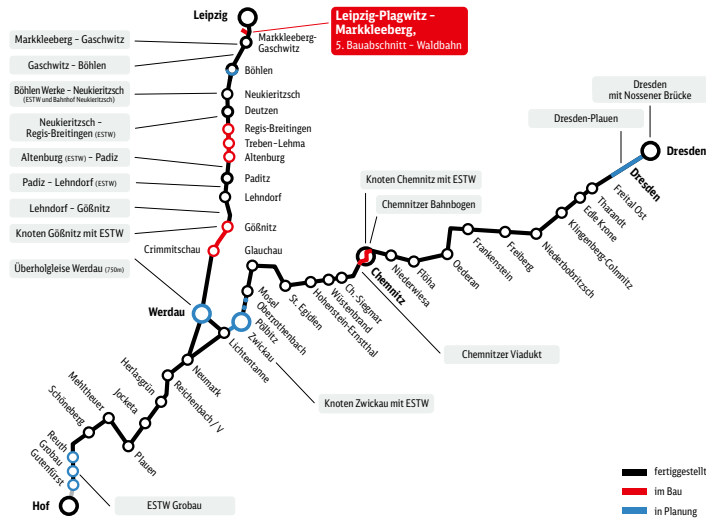 Leipzig
Leipzig-Plagwitz –
Markkleeberg,
5. Bauabschnitt – Waldbahn
Markkleeberg – Gaschwitz
Gaschwitz – Böhlen
Böhlen Werke – Neukieritzsch
(ESTW und Bahnhof Neukieritzsch)
Neukieritzsch –
Regis-Breitingen (ESTW)
Altenburg (ESTW) – Padiz
Padiz – Lehndorf (ESTW)
Lehndorf – Gößnitz
Knoten Gößnitz mit ESTW
Überholgleise Werdau (750m)
Markkleeberg-
Gaschwitz
Böhlen
Neukieritzsch
Deutzen
Regis-Breitingen
Treben-Lehma
Altenburg
Paditz
Lehndorf
Gößnitz
Crimmitschau
Werdau
Glauchau
Mosel
Oberrothenbach
Pölbitz
Zwickau
Lichtentanne
Neumark
Reichenbach / V
Herlasgrün
Jocketa
Plauen
Mehltheuer
Schöneberg
Reuth
Grobau
Gutenfürst
Hof
ESTW Grobau
Knoten Zwickau mit ESTW
St. Egidien
Hohenstein-Ernstthal
Wüstenbrand
Ch.-Siegmar
Chemnitz
Knoten Chemnitz mit ESTW
Chemnitzer Bahnbogen
Chemnitzer Viadukt
Niederwiesa
Flöha
Oederan
Frankenstein
Freiberg
Niederbobritzsch
Klingenberg-Colmnitz
Edle Krone
Tharandt
Freital Ost
Dresden
Dresden
Dresden-Plauen
Dresden
mit Nossener Brücke
fertiggestellt
im Bau
in Planung